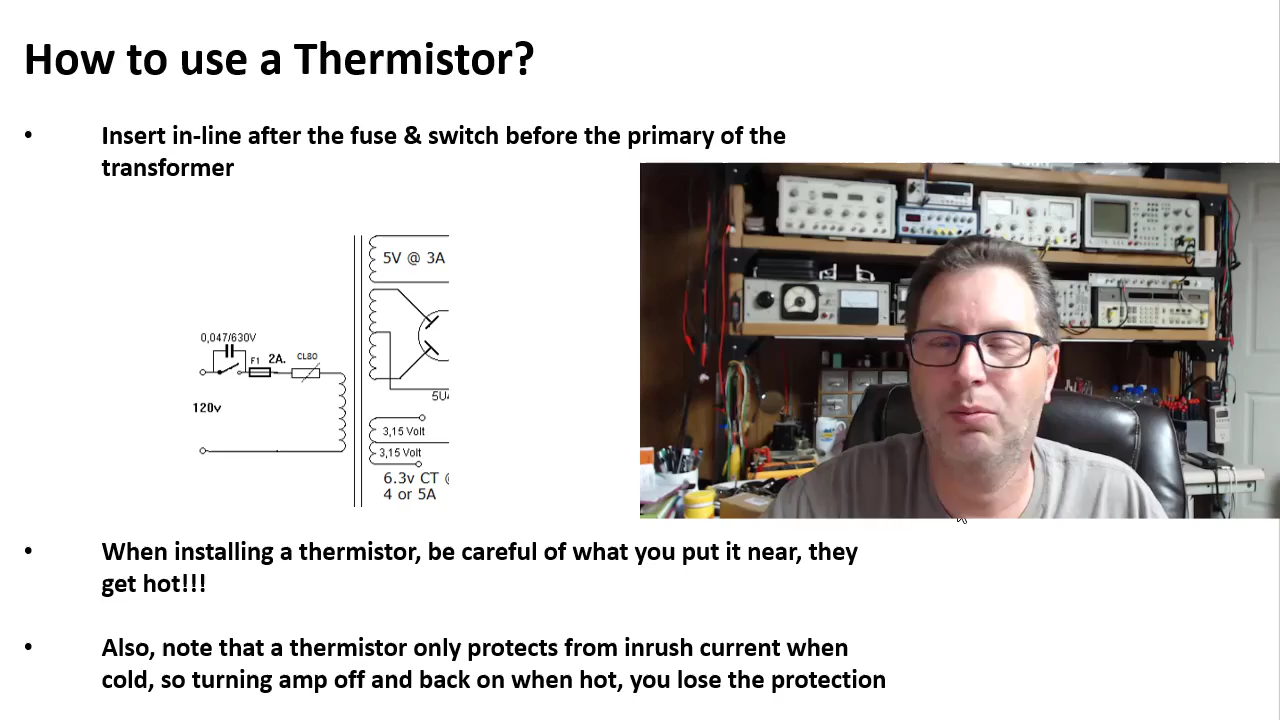 How to use a Thermistor?
• Insert in-line after the fuse & switch before the primary of the
transformer
5V @ 3A
0,047/630V
F1 2A. CL80
120v
5U4
3,15 Volt
3,15 Volt
6.3v CT @
4 or 5A
• When installing a thermistor, be careful of what you put it near, they
get hot!!!
• Also, note that a thermistor only protects from inrush current when
cold, so turning amp off and back on when hot, you lose the protection